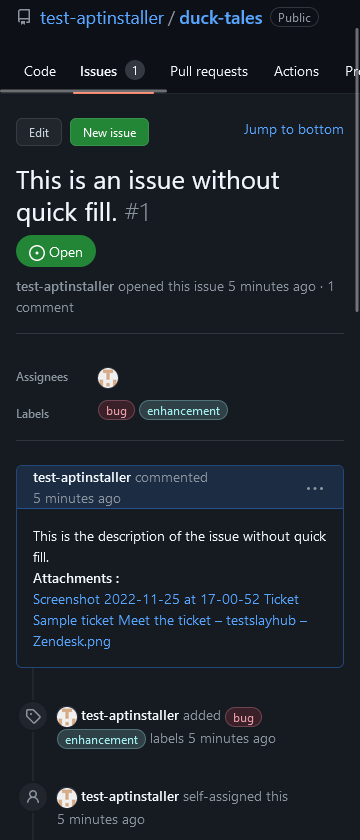 test-aptinstaller / duck-tales Public
Code Issues 1 Pull requests Actions Pr
Edit New issue Jump to bottom
This is an issue without
quick fill. #1
Open
test-aptinstaller opened this issue 5 minutes ago · 1
comment
Assignees
Labels bug enhancement
test-aptinstaller commented
5 minutes ago
This is the description of the issue without quick
fill.
Attachments :
Screenshot 2022-11-25 at 17-00-52 Ticket
Sample ticket Meet the ticket – testslayhub –
Zendesk.png
test-aptinstaller added bug
enhancement labels 5 minutes ago
test-aptinstaller self-assigned this
5 minutes ago